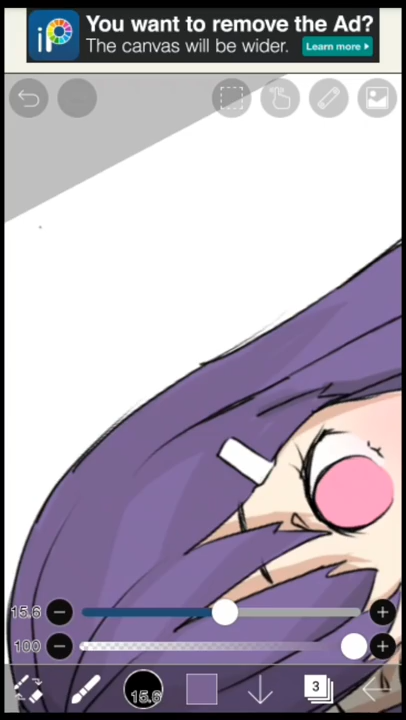 iP
You want to remove the Ad?
The canvas will be wider.
Learn more
15.6
100
15.6
3